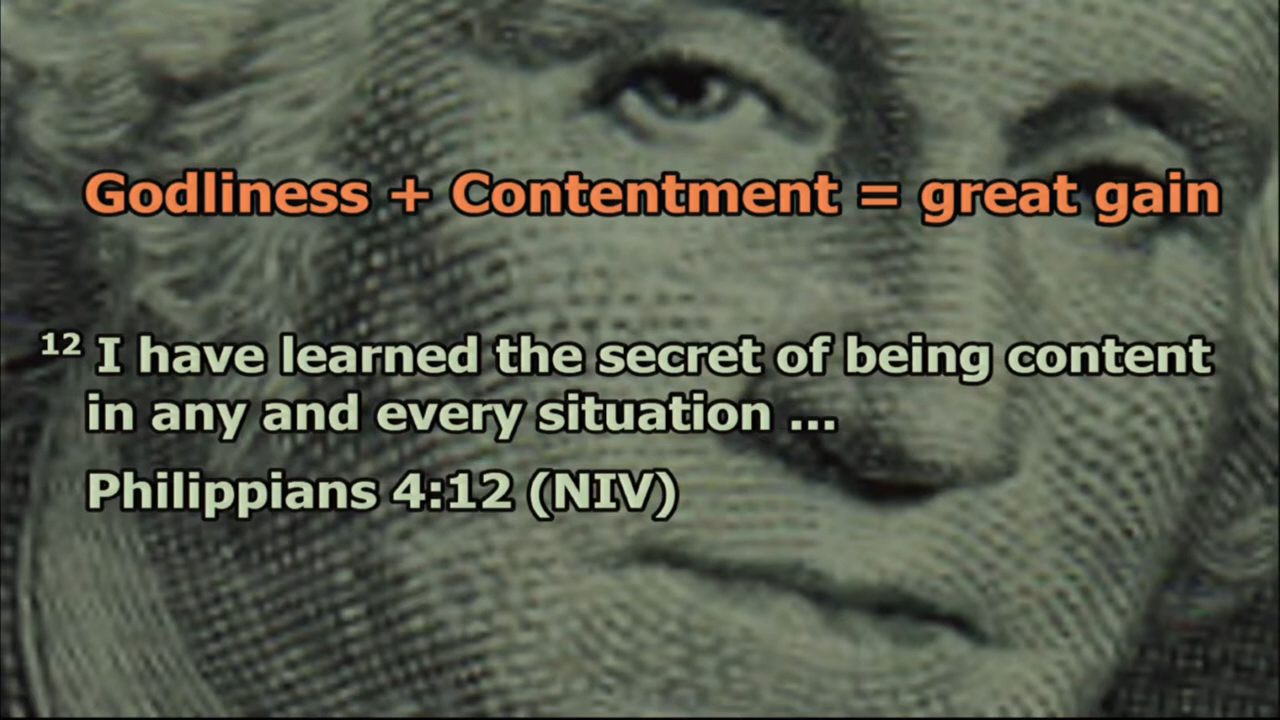 Godliness + Contentment = great gain
¹² I have learned the secret of being content
in any and every situation ...
Philippians 4:12 (NIV)